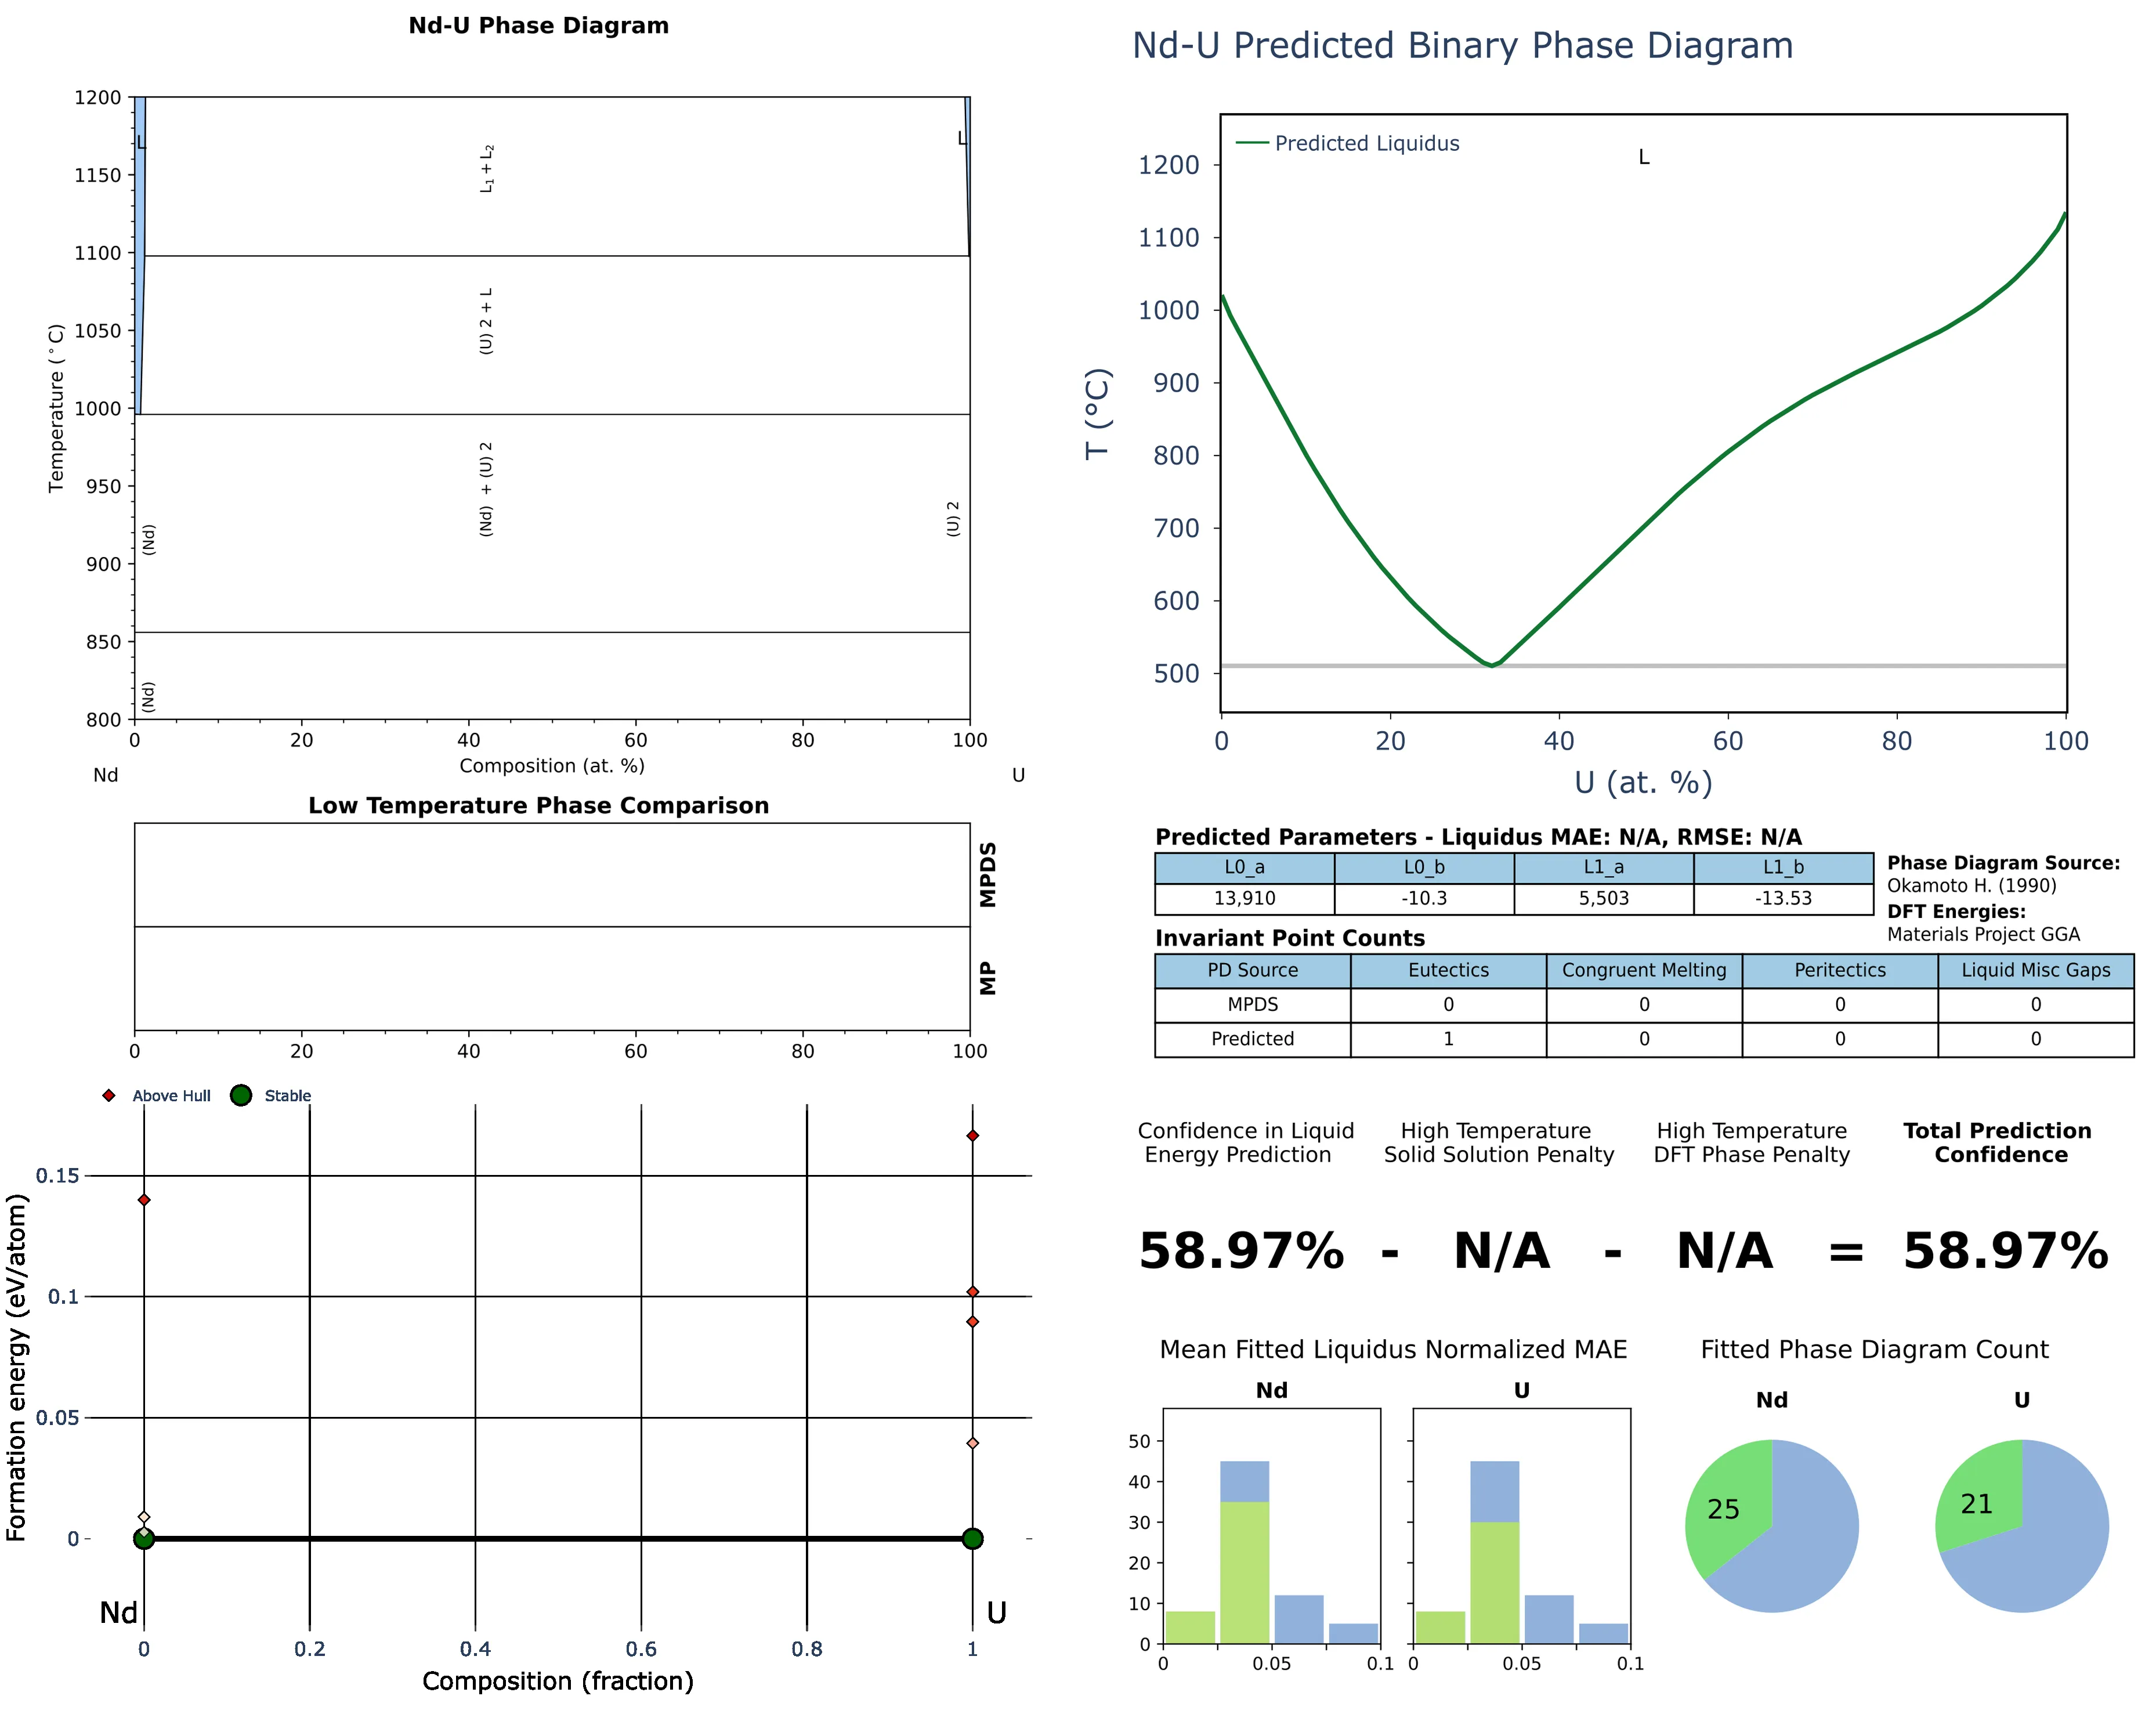 Nd-U Phase Diagram
1200
1150
1100
1050
1000
950
900
850
800
Temperature (°C)
L
L
L₁ + L₂
(U) 2 + L
(Nd) + (U) 2
(Nd)
(U) 2
(Nd)
0 20 40 60 80 100
Composition (at. %)
Nd U
Low Temperature Phase Comparison
MPDS
MP
0 20 40 60 80 100
Above Hull Stable
0.15
0.1
0.05
0
Formation energy (eV/atom)
Nd U
0 0.2 0.4 0.6 0.8 1
Composition (fraction)
Nd-U Predicted Binary Phase Diagram
Predicted Liquidus
L
1200
1100
1000
900
800
700
600
500
T (°C)
0 20 40 60 80 100
U (at. %)
Predicted Parameters - Liquidus MAE: N/A, RMSE: N/A
L0_a L0_b L1_a L1_b
13,910 -10.3 5,503 -13.53
Phase Diagram Source:
Okamoto H. (1990)
DFT Energies:
Materials Project GGA
Invariant Point Counts
PD Source Eutectics Congruent Melting Peritectics Liquid Misc Gaps
MPDS 0 0 0 0
Predicted 1 0 0 0
Confidence in Liquid
Energy Prediction
High Temperature
Solid Solution Penalty
High Temperature
DFT Phase Penalty
Total Prediction
Confidence
58.97% - N/A - N/A = 58.97%
Mean Fitted Liquidus Normalized MAE
Nd U
50
40
30
20
10
0
0 0.05 0.1 0 0.05 0.1
Fitted Phase Diagram Count
Nd U
25 21